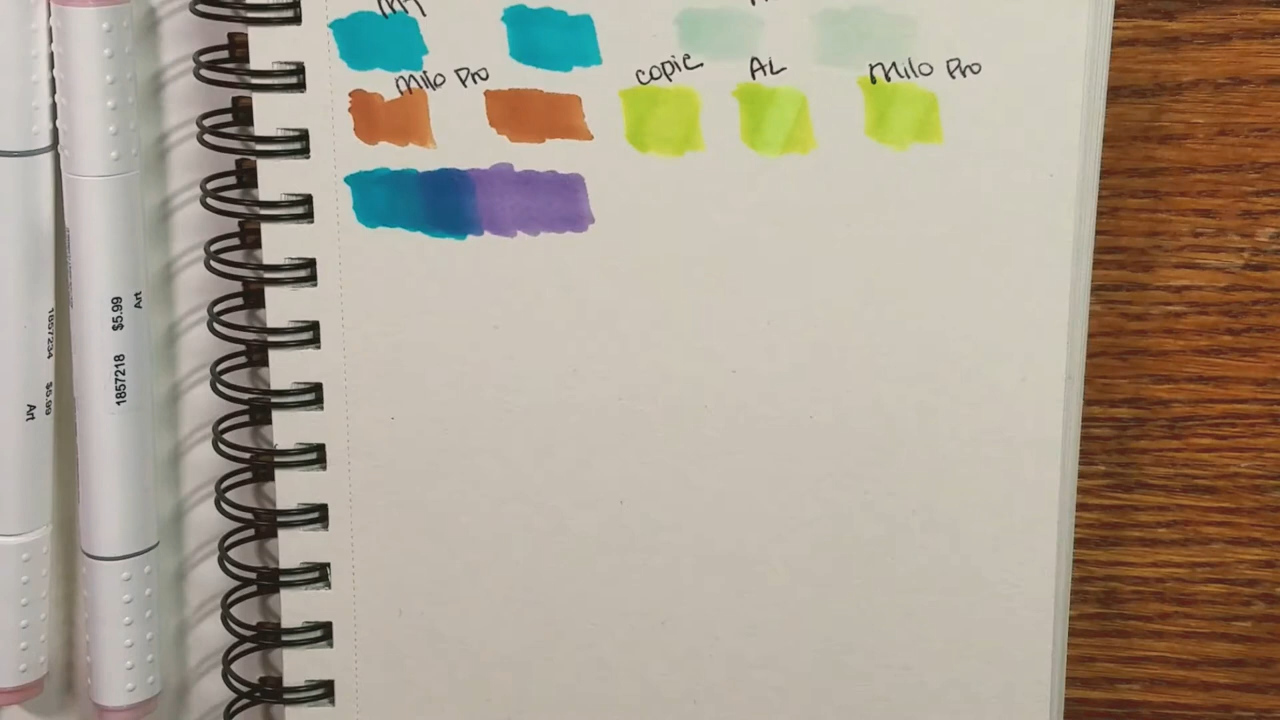 Milo Pro
copic
AL
Milo Pro
1857218 $5.99
Art
1857234 $5.99
Art